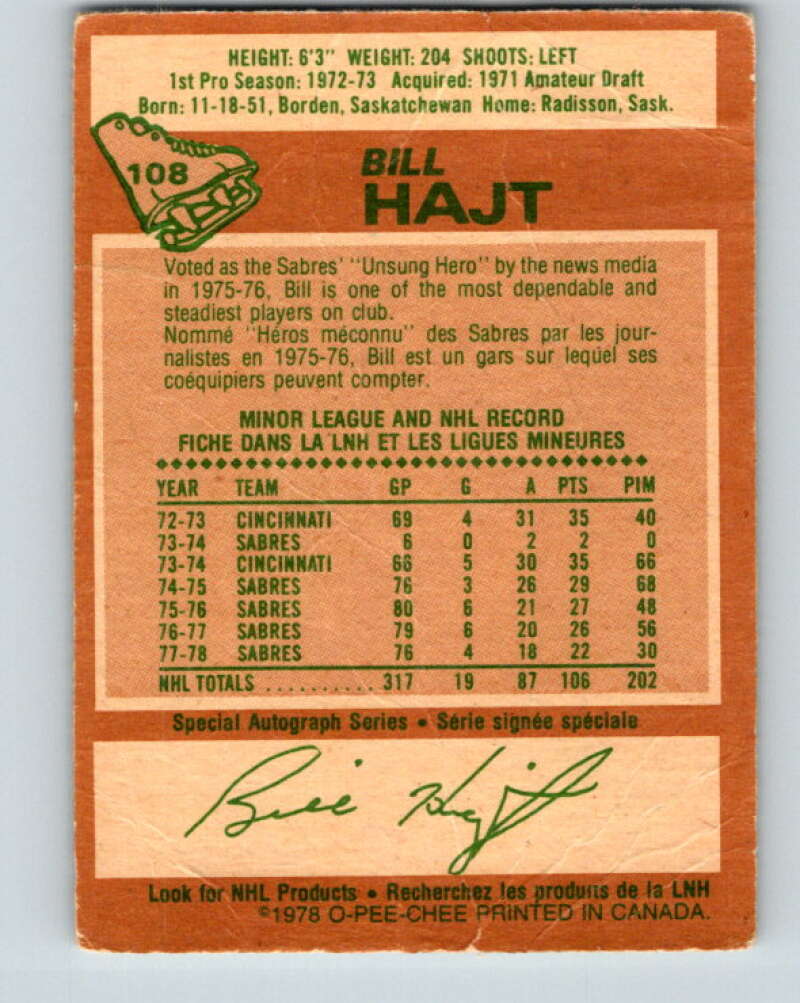 HEIGHT: 6'3" WEIGHT: 204 SHOOTS: LEFT
1st Pro Season: 1972-73 Acquired: 1971 Amateur Draft
Born: 11-18-51, Borden, Saskatchewan Home: Radisson, Sask.
108
BILL
HAJT
Voted as the Sabres' "Unsung Hero" by the news media
in 1975-76, Bill is one of the most dependable and
steadiest players on club.
Nommé "Héros méconnu" des Sabres par les jour-
nalistes en 1975-76, Bill est un gars sur lequel ses
coéquipiers peuvent compter.
MINOR LEAGUE AND NHL RECORD
FICHE DANS LA LNH ET LES LIGUES MINEURES
YEAR TEAM GP G A PTS PIM
72-73 CINCINNATI 69 4 31 35 40
73-74 SABRES 6 0 2 2 0
73-74 CINCINNATI 66 5 30 35 66
74-75 SABRES 76 3 26 29 68
75-76 SABRES 80 6 21 27 48
76-77 SABRES 79 6 20 26 56
77-78 SABRES 76 4 18 22 30
NHL TOTALS .......... 317 19 87 106 202
Special Autograph Series • Série signée spéciale
Bill Hajt
Look for NHL Products • Recherchez les produits de la LNH
©1978 O-PEE-CHEE PRINTED IN CANADA.